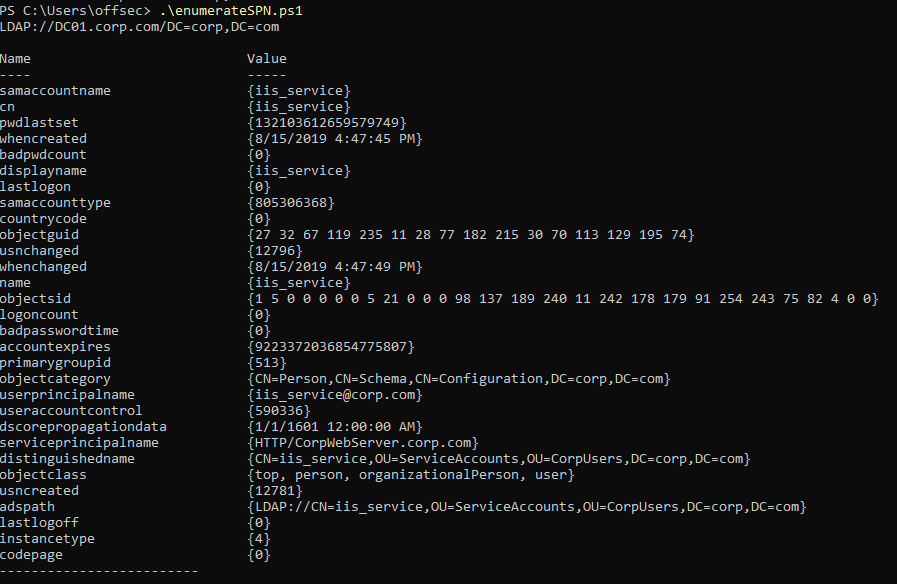 PS C:\Users\offsec> .\enumerateSPN.ps1
LDAP://DC01.corp.com/DC=corp,DC=com
Name Value
---- -----
samaccountname {iis_service}
cn {iis_service}
pwdlastset {132103612659579749}
whencreated {8/15/2019 4:47:45 PM}
badpwdcount {0}
displayname {iis_service}
lastlogon {0}
samaccounttype {805306368}
countrycode {0}
objectguid {27 32 67 119 235 11 28 77 182 215 30 70 113 129 195 74}
usnchanged {12796}
whenchanged {8/15/2019 4:47:49 PM}
name {iis_service}
objectsid {1 5 0 0 0 0 0 5 21 0 0 0 98 137 189 240 11 242 178 179 91 254 243 75 82 4 0 0}
logoncount {0}
badpasswordtime {0}
accountexpires {9223372036854775807}
primarygroupid {513}
objectcategory {CN=Person,CN=Schema,CN=Configuration,DC=corp,DC=com}
userprincipalname {iis_service@corp.com}
useraccountcontrol {590336}
dscorepropagationdata {1/1/1601 12:00:00 AM}
serviceprincipalname {HTTP/CorpWebServer.corp.com}
distinguishedname {CN=iis_service,OU=ServiceAccounts,OU=CorpUsers,DC=corp,DC=com}
objectclass {top, person, organizationalPerson, user}
usncreated {12781}
adspath {LDAP://CN=iis_service,OU=ServiceAccounts,OU=CorpUsers,DC=corp,DC=com}
lastlogoff {0}
instancetype {4}
codepage {0}
-------------------------